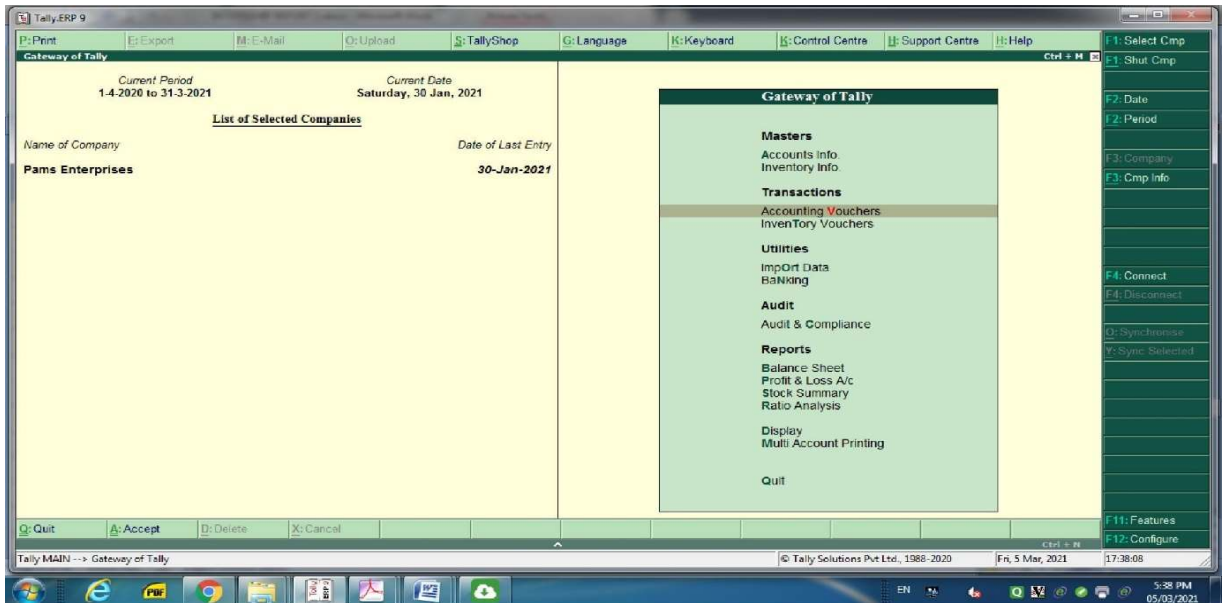 Tally.ERP 9
P: Print E: Export M: E-Mail O: Upload S: TallyShop G: Language K: Keyboard K: Control Centre H: Support Centre H: Help
Gateway of Tally Ctrl + M
Current Period Current Date
1-4-2020 to 31-3-2021 Saturday, 30 Jan, 2021
List of Selected Companies
Name of Company Date of Last Entry
Pams Enterprises 30-Jan-2021
Gateway of Tally
Masters
Accounts Info.
Inventory Info.
Transactions
Accounting Vouchers
InvenTory Vouchers
Utilities
ImpOrt Data
BaNking
Audit
Audit & Compliance
Reports
Balance Sheet
Profit & Loss A/c
Stock Summary
Ratio Analysis
Display
Multi Account Printing
Quit
F1: Select Cmp
F1: Shut Cmp
F2: Date
F2: Period
F3: Company
F3: Cmp Info
F4: Connect
F4: Disconnect
O: Synchronise
Y: Sync Selected
F11: Features
F12: Configure
Q: Quit A: Accept D: Delete X: Cancel
Ctrl + N
Tally MAIN --> Gateway of Tally © Tally Solutions Pvt Ltd., 1988-2020 Fri, 5 Mar, 2021 17:38:08
PDF EN 5:38 PM
05/03/2021